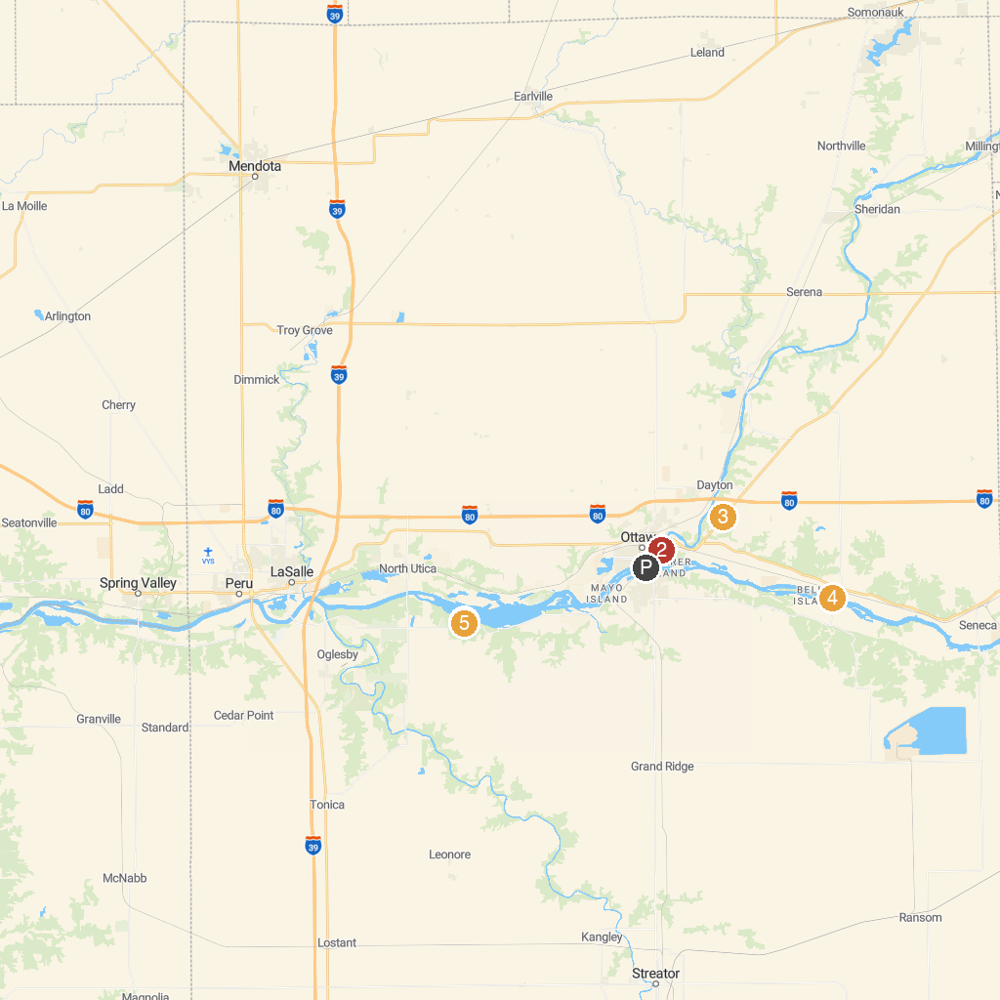 39
Somonauk
Leland
Earlville
Northville
Mendota
39
La Moille
Sheridan
Serena
Arlington
Troy Grove
39
Dimmick
Cherry
Dayton
Ladd
80
80
80
80
80
80
Seatonville
3
VYS
2
P
North Utica
LaSalle
Spring Valley
Peru
MAYO
ISLAND
4
5
Seneca
Oglesby
Cedar Point
Granville
Standard
Grand Ridge
Tonica
39
Leonore
McNabb
Ransom
Kangley
Lostant
Streator
Magnolia